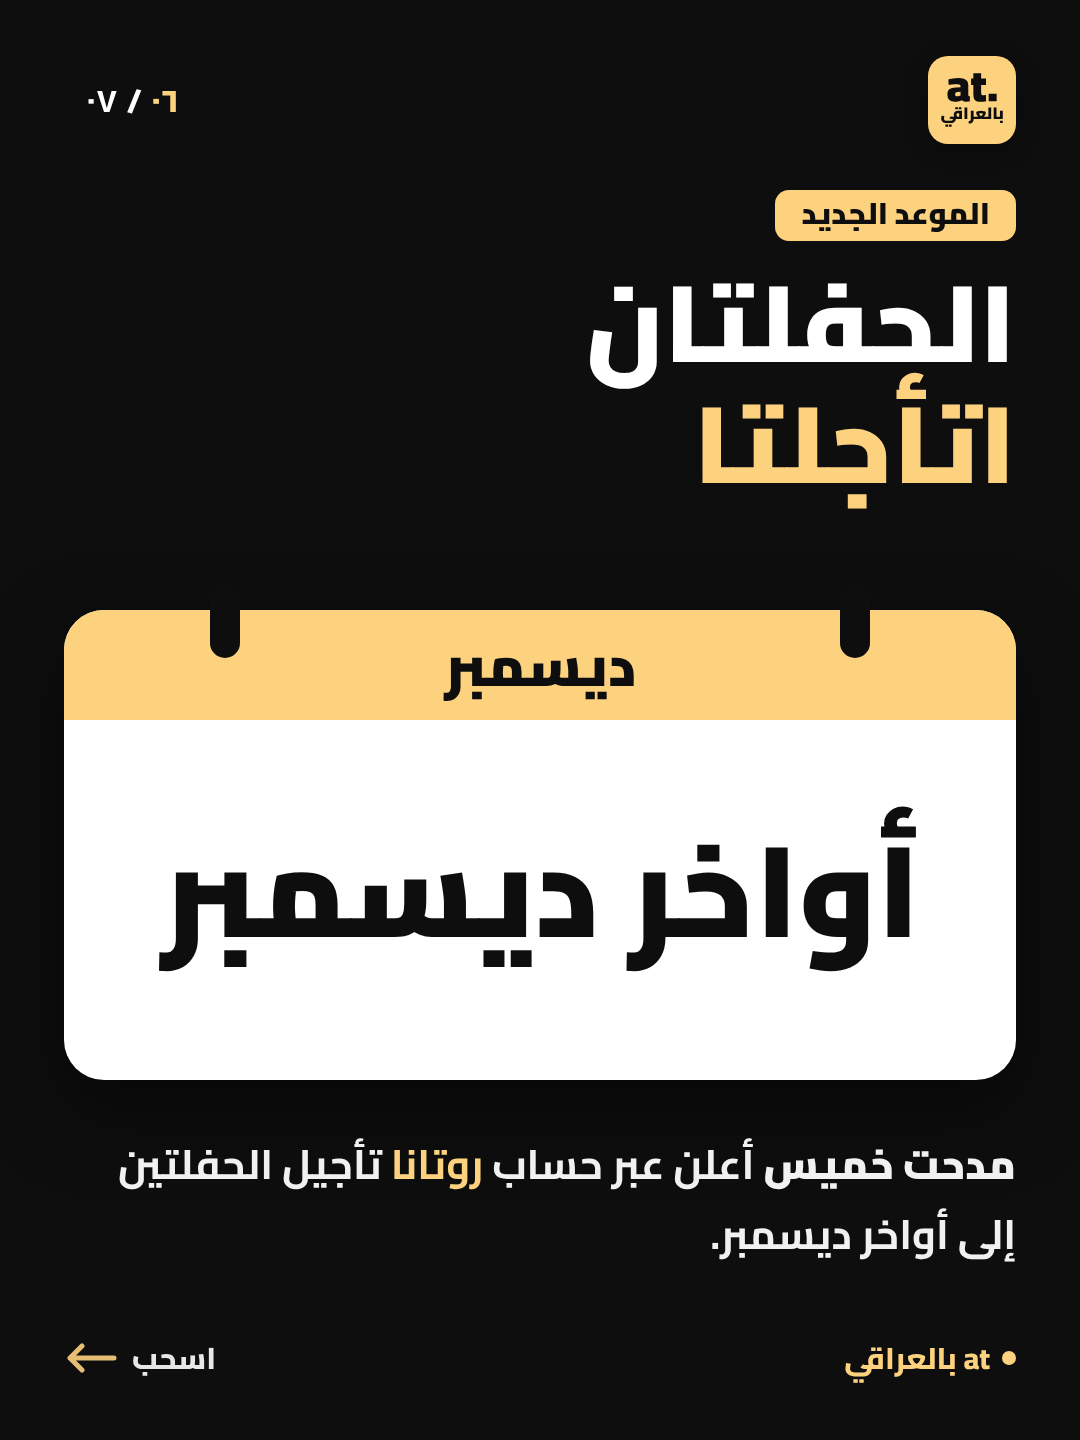 at.
بالعراقي
٠٦ / ٠٧
الموعد الجديد
الحفلتان
اتأجلتا
ديسمبر
أواخر ديسمبر
مدحت خميس أعلن عبر حساب روتانا تأجيل الحفلتين
إلى أواخر ديسمبر.
at بالعراقي
اسحب